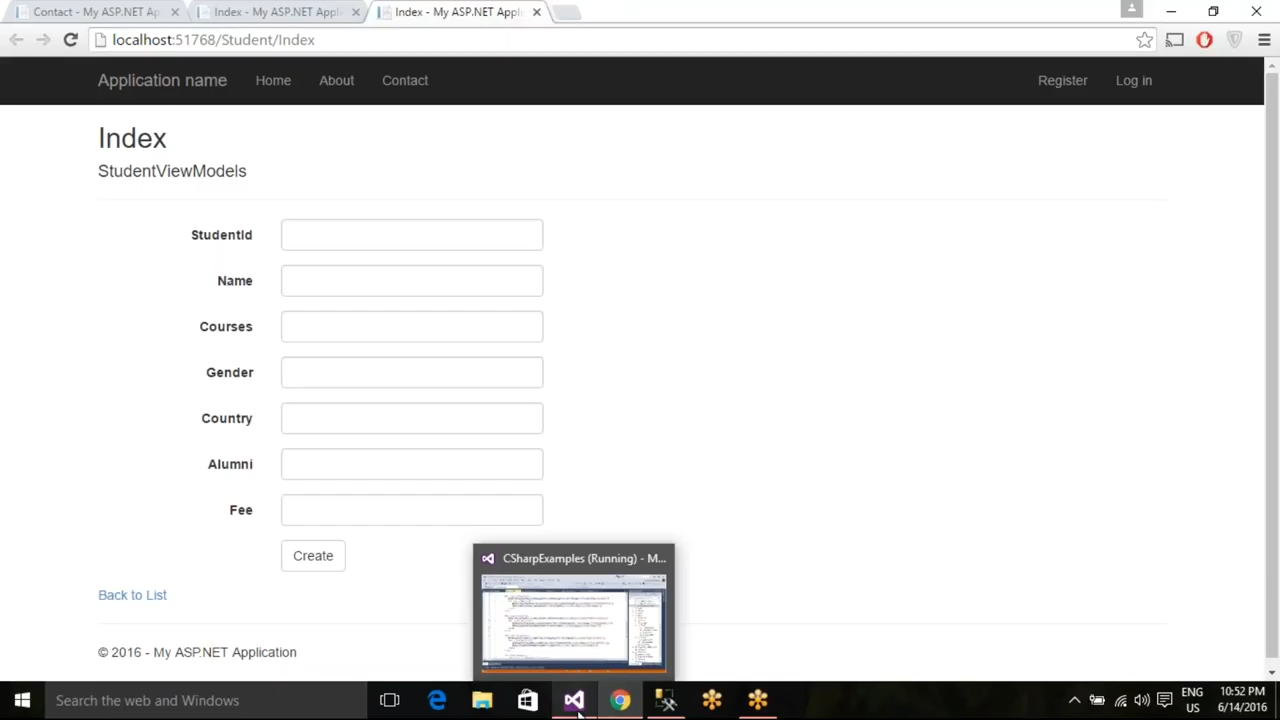 Contact - My ASP.NET Ap
Index - My ASP.NET Appli
Index - My ASP.NET Appli
localhost:51768/Student/Index
Application name Home About Contact Register Log in
Index
StudentViewModels
StudentId
Name
Courses
Gender
Country
Alumni
Fee
Create
CSharpExamples (Running) - M...
Back to List
© 2016 - My ASP.NET Application
Search the web and Windows
ENG
US
10:52 PM
6/14/2016